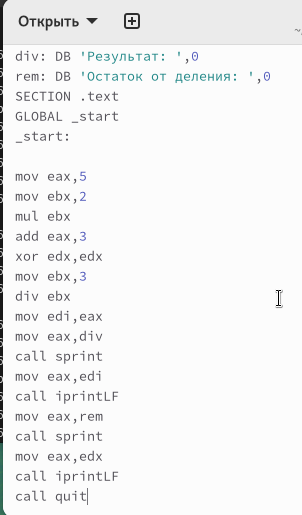 Открыть
div: DB 'Результат: ',0
rem: DB 'Остаток от деления: ',0
SECTION .text
GLOBAL _start
_start:
mov eax,5
mov ebx,2
mul ebx
add eax,3
xor edx,edx
mov ebx,3
div ebx
mov edi,eax
mov eax,div
call sprint
mov eax,edi
call iprintLF
mov eax,rem
call sprint
mov eax,edx
call iprintLF
call quit